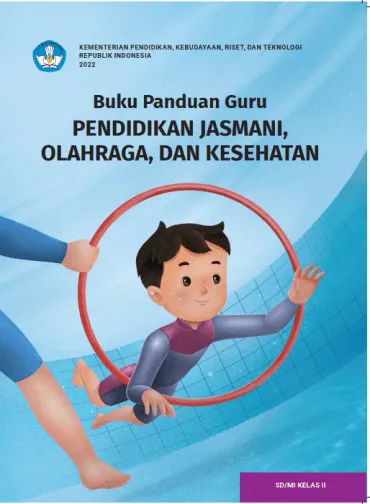 KEMENTERIAN PENDIDIKAN, KEBUDAYAAN, RISET, DAN TEKNOLOGI
REPUBLIK INDONESIA
2022
Buku Panduan Guru
PENDIDIKAN JASMANI,
OLAHRAGA, DAN KESEHATAN
SD/MI KELAS II